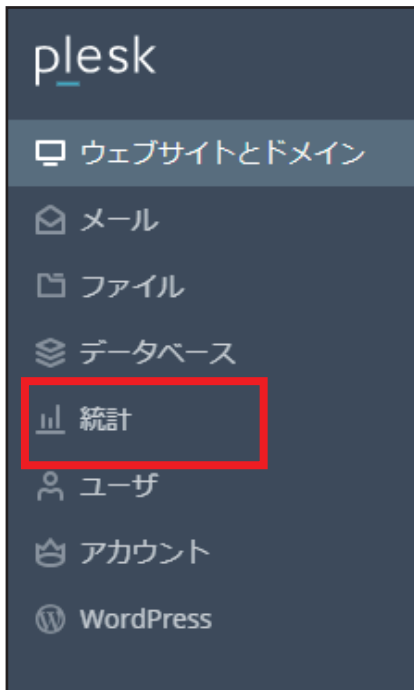 plesk
ウェブサイトとドメイン
メール
ファイル
データベース
統計
ユーザ
アカウント
WordPress